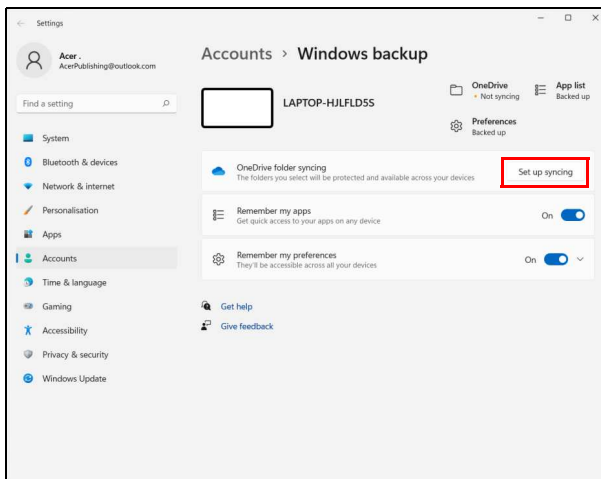 Settings
Acer .
AcerPublishing@outlook.com
Find a setting
System
Bluetooth & devices
Network & internet
Personalisation
Apps
Accounts
Time & language
Gaming
Accessibility
Privacy & security
Windows Update
Accounts > Windows backup
LAPTOP-HJLFLD5S
OneDrive
• Not syncing
App list
Backed up
Preferences
Backed up
OneDrive folder syncing
The folders you select will be protected and available across your devices
Set up syncing
Remember my apps
Get quick access to your apps on any device
On
Remember my preferences
They'll be accessible across all your devices
On
Get help
Give feedback